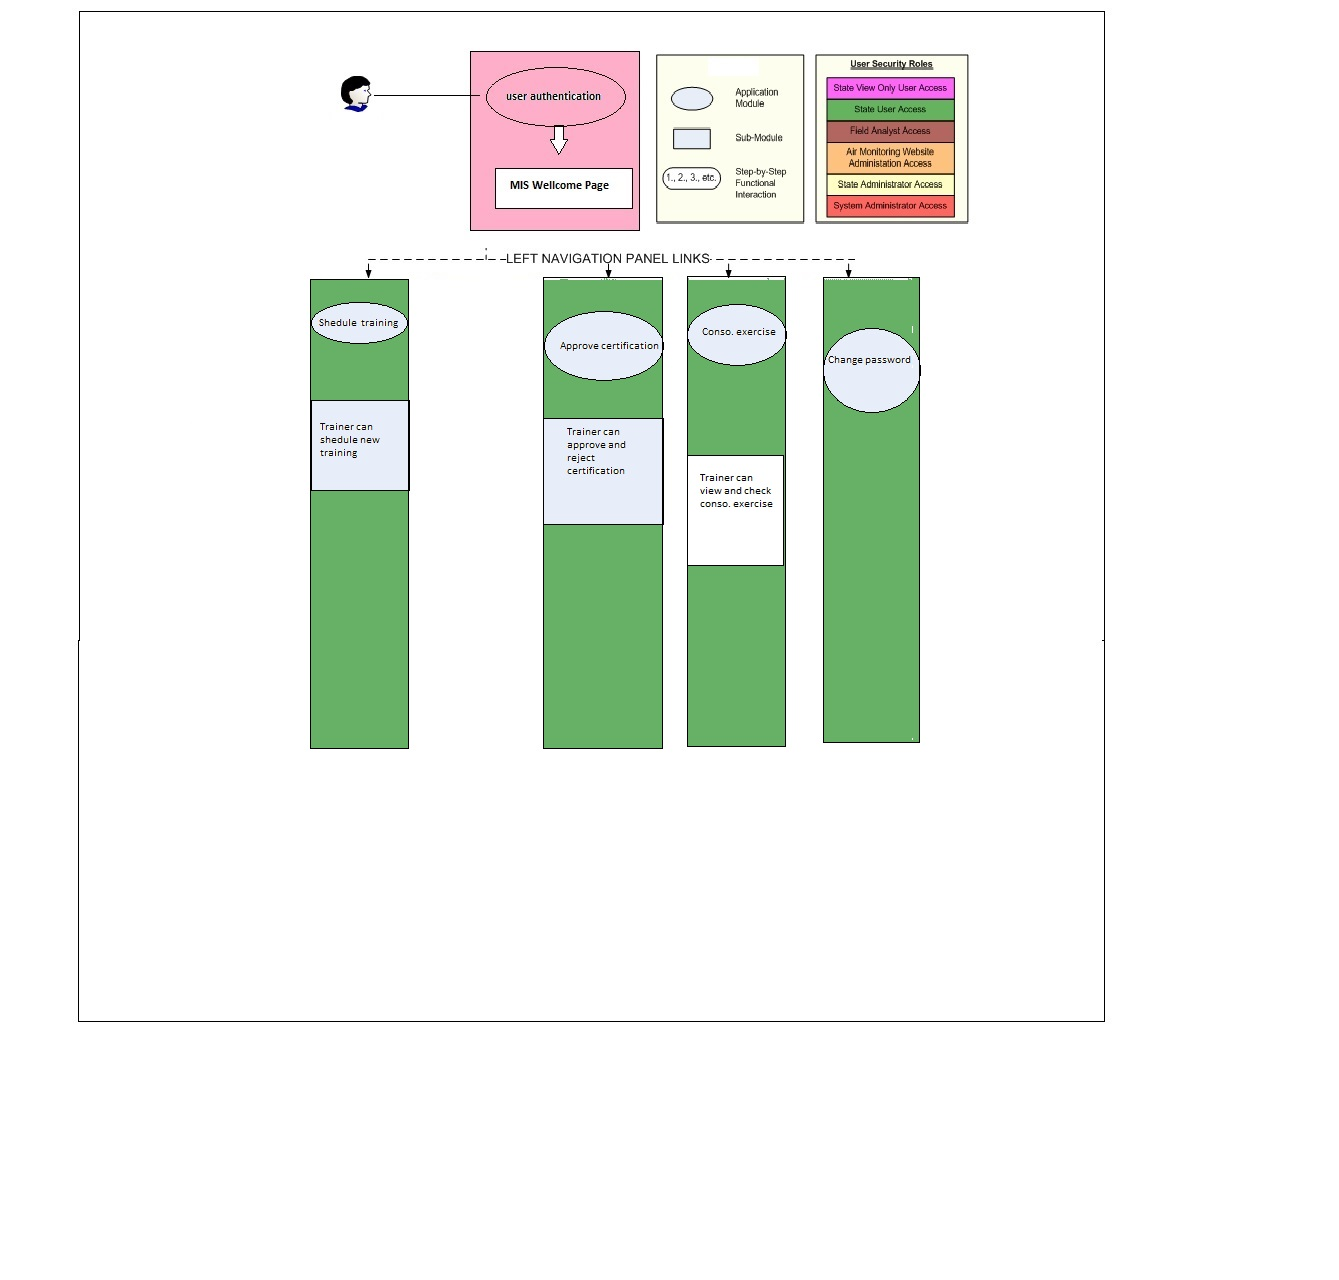 user authentication
MIS Wellcome Page
Application
Module
Sub-Module
1., 2., 3., etc.
Step-by-Step
Functional
Interaction
User Security Roles
State View Only User Access
State User Access
Field Analyst Access
Air Monitoring Website
Administation Access
State Administrator Access
System Administrator Access
LEFT NAVIGATION PANEL LINKS
Shedule training
Trainer can
shedule new
training
Approve certification
Trainer can
approve and
reject
certification
Conso. exercise
Trainer can
view and check
conso. exercise
Change password